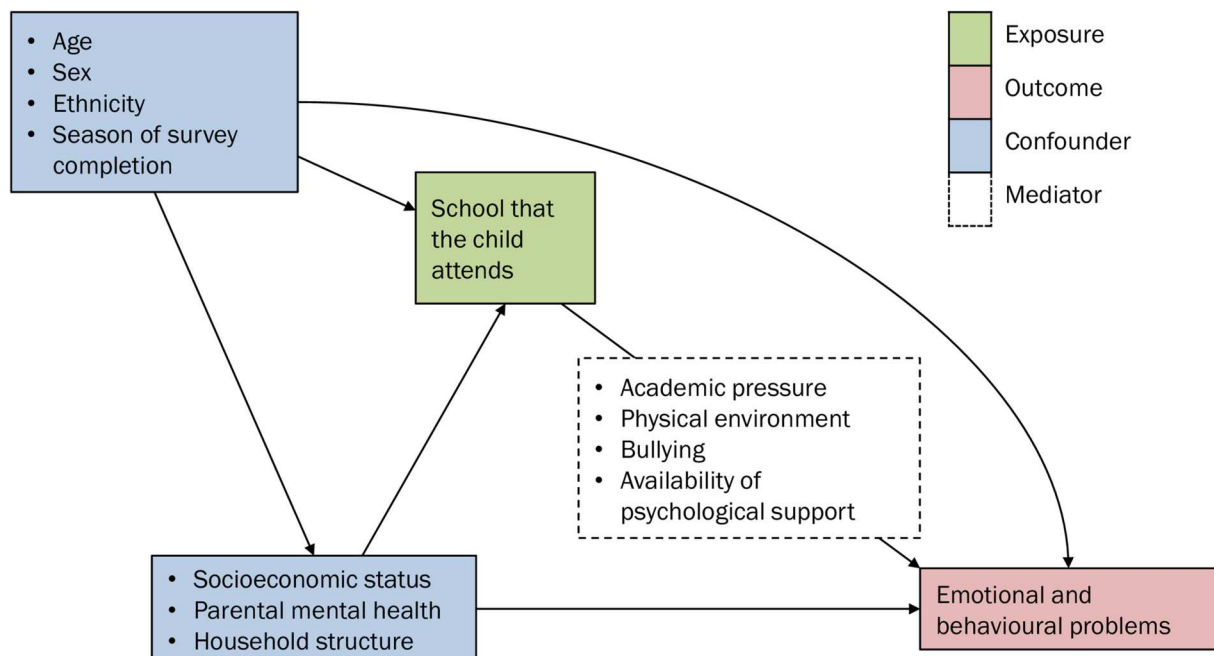 • Age
• Sex
• Ethnicity
• Season of survey
completion
Exposure
Outcome
Confounder
Mediator
School that
the child
attends
• Academic pressure
• Physical environment
• Bullying
• Availability of
psychological support
• Socioeconomic status
• Parental mental health
• Household structure
Emotional and
behavioural problems